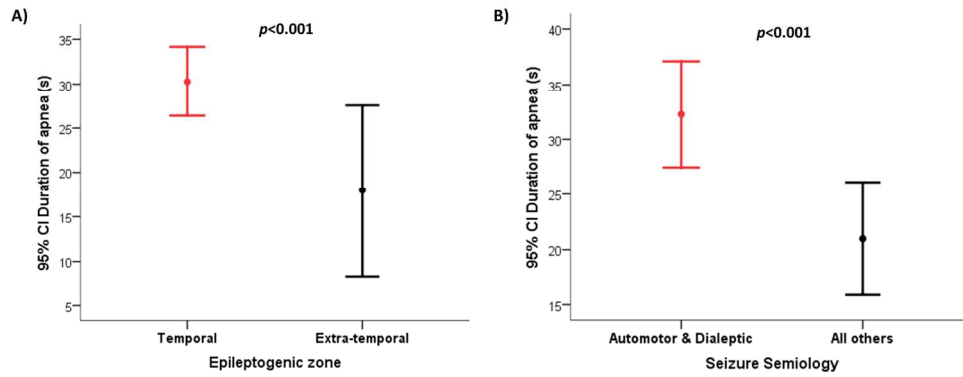 A)
p<0.001
95% CI Duration of apnea (s)
35
30
25
20
15
10
5
Temporal
Extra-temporal
Epileptogenic zone
B)
p<0.001
95% CI Duration of apnea (s)
40
35
30
25
20
15
Automotor & Dialeptic
All others
Seizure Semiology